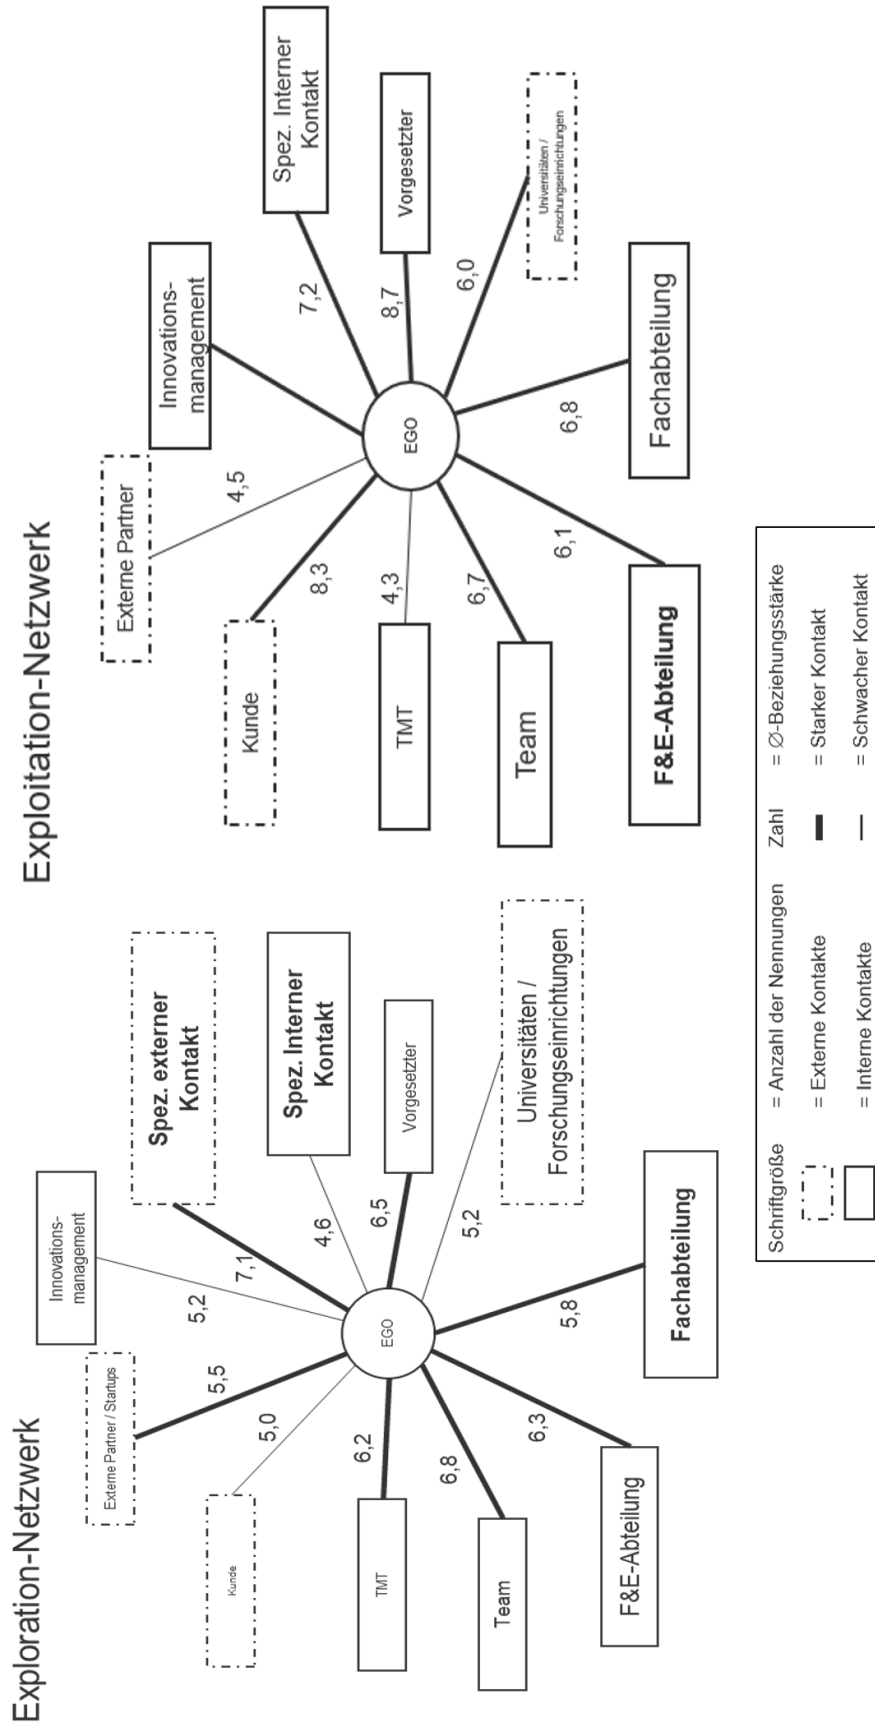 Exploration-Netzwerk
Innovations-
management
Externe Partner / Startups
Spez. externer
Kontakt
Kunde
5,2
7,1
5,5
5,0
Spez. Interner
Kontakt
4,6
TMT
6,2
EGO
6,5
Vorgesetzter
6,8
5,2
Team
Universitäten /
Forschungseinrichtungen
6,3
5,8
F&E-Abteilung
Fachabteilung
Exploitation-Netzwerk
Externe Partner
Innovations-
management
4,5
Spez. Interner
Kontakt
Kunde
8,3
7,2
TMT
4,3
EGO
8,7
Vorgesetzter
6,7
6,0
Team
Universitäten /
Forschungseinrichtungen
6,1
6,8
F&E-Abteilung
Fachabteilung
Schriftgröße = Anzahl der Nennungen Zahl = Ø-Beziehungsstärke
= Externe Kontakte = Starker Kontakt
= Interne Kontakte = Schwacher Kontakt